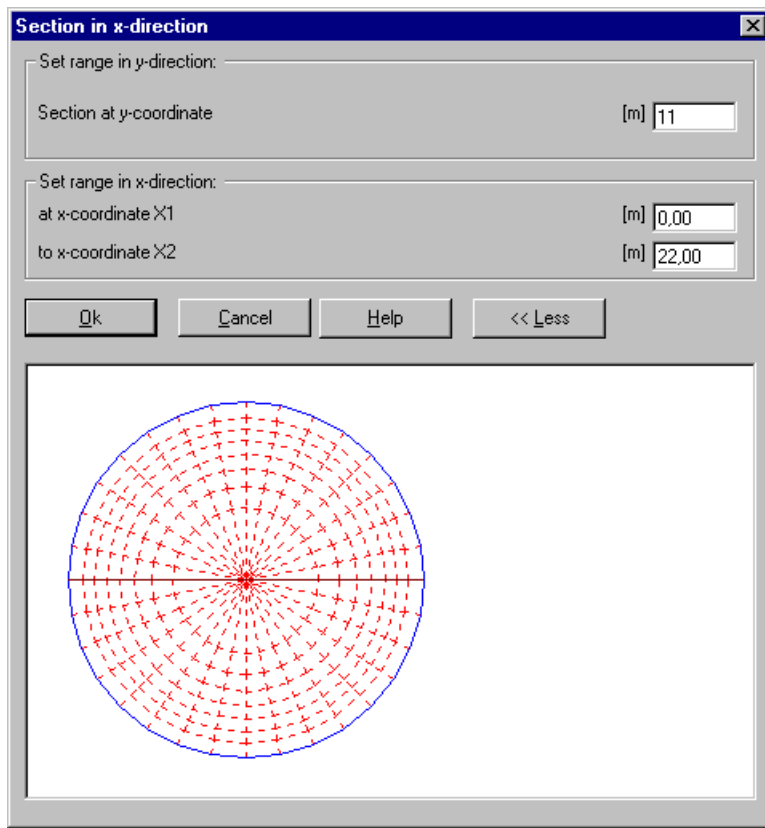 Section in x-direction
Set range in y-direction:
Section at y-coordinate [m] 11
Set range in x-direction:
at x-coordinate X1 [m] 0,00
to x-coordinate X2 [m] 22,00
Ok Cancel Help << Less